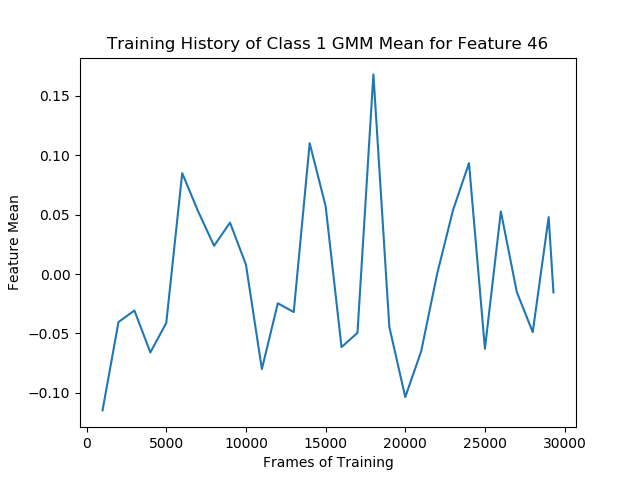 Training History of Class 1 GMM Mean for Feature 46
0.15
0.10
0.05
0.00
−0.05
−0.10
Feature Mean
0 5000 10000 15000 20000 25000 30000
Frames of Training